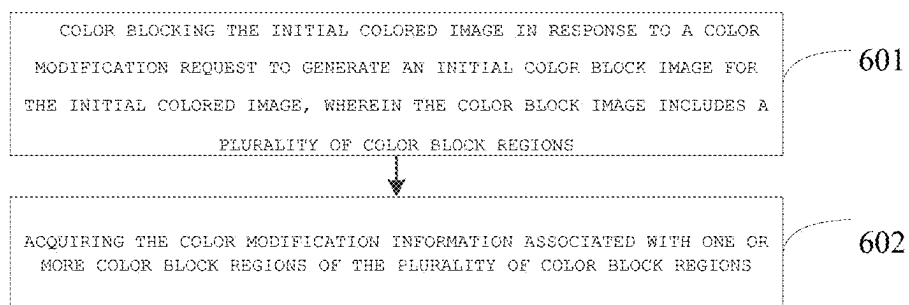 COLOR BLOCKING THE INITIAL COLORED IMAGE IN RESPONSE TO A COLOR
MODIFICATION REQUEST TO GENERATE AN INITIAL COLOR BLOCK IMAGE FOR
THE INITIAL COLORED IMAGE, WHEREIN THE COLOR BLOCK IMAGE INCLUDES A
PLURALITY OF COLOR BLOCK REGIONS
601
ACQUIRING THE COLOR MODIFICATION INFORMATION ASSOCIATED WITH ONE OR
MORE COLOR BLOCK REGIONS OF THE PLURALITY OF COLOR BLOCK REGIONS
602